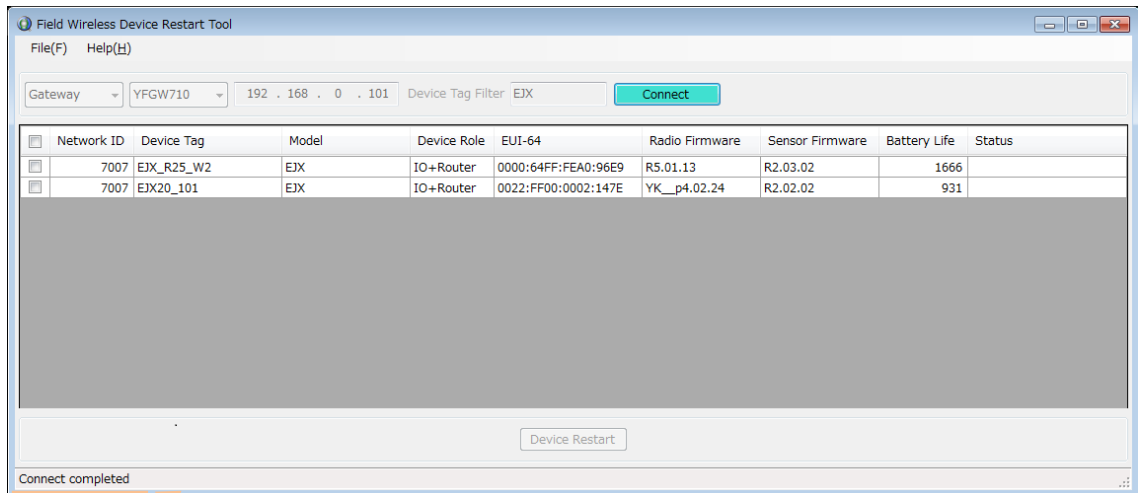 Field Wireless Device Restart Tool
File(F) Help(H)
Gateway YFGW710 192 . 168 . 0 . 101 Device Tag Filter EJX Connect
Network ID Device Tag Model Device Role EUI-64 Radio Firmware Sensor Firmware Battery Life Status
7007 EJX_R25_W2 EJX IO+Router 0000:64FF:FEA0:96E9 R5.01.13 R2.03.02 1666
7007 EJX20_101 EJX IO+Router 0022:FF00:0002:147E YK__p4.02.24 R2.02.02 931
Device Restart
Connect completed